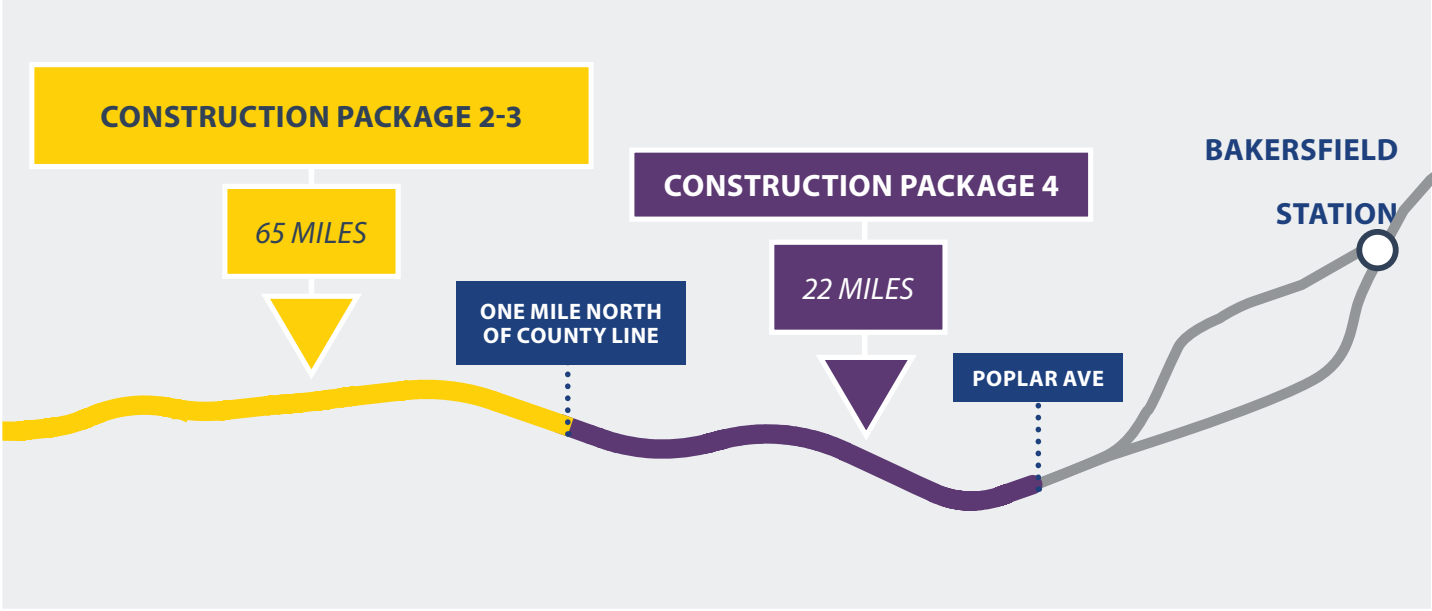 CONSTRUCTION PACKAGE 2-3
65 MILES
ONE MILE NORTH
OF COUNTY LINE
CONSTRUCTION PACKAGE 4
22 MILES
POPLAR AVE
BAKERSFIELD
STATION